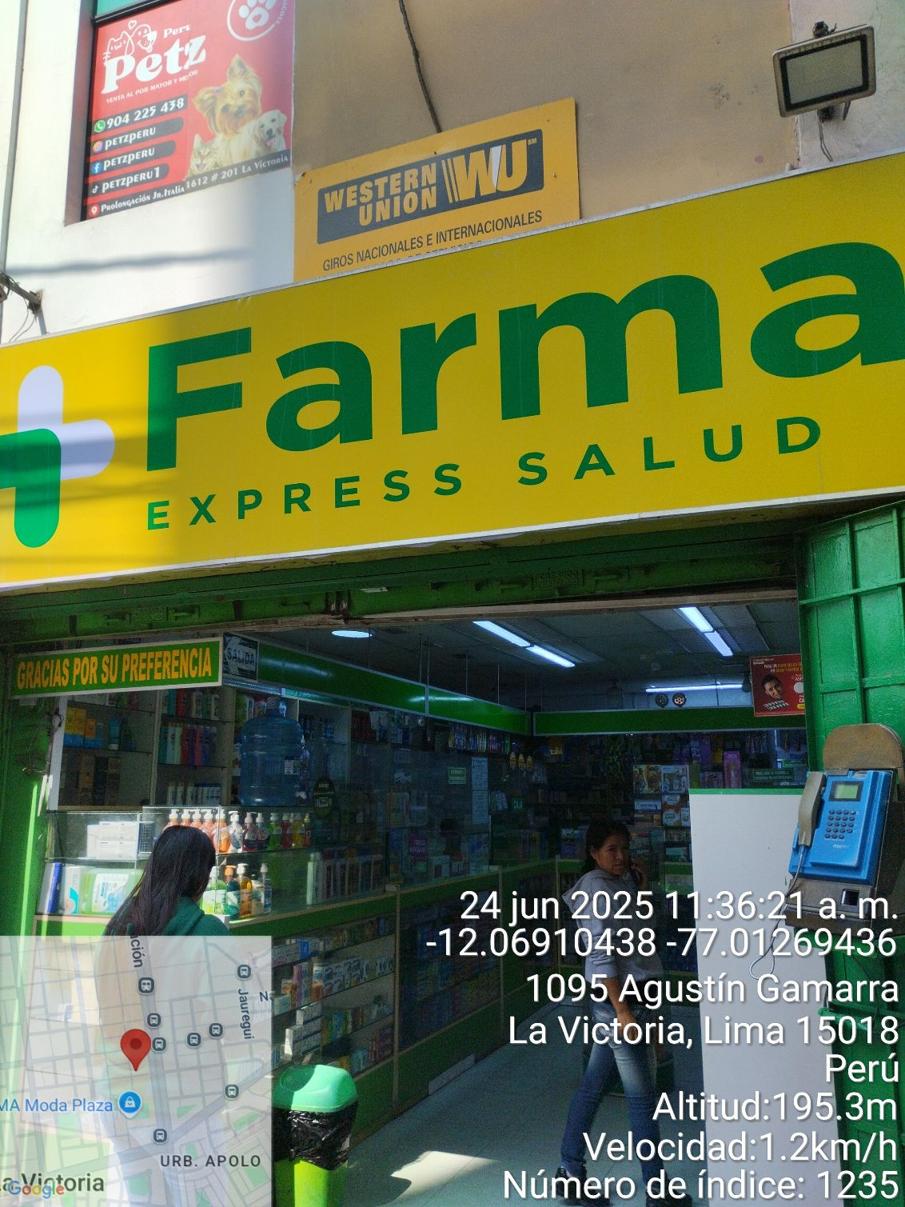 Perú
Petz
VENTA AL POR MAYOR Y MENOR
904 225 438
PETZPERU
PETZPERU
PETZPERU1
Prolongación Jn.Italia 1612 # 201 La Victoria
WESTERN
UNION
WU
GIROS NACIONALES E INTERNACIONALES
Farma
EXPRESS SALUD
GRACIAS POR SU PREFERENCIA
SALIDA
24 jun 2025 11:36:21 a. m.
-12.06910438 -77.01269436
1095 Agustín Gamarra
La Victoria, Lima 15018
Perú
Altitud:195.3m
Velocidad:1.2km/h
Número de índice: 1235
Jauregui
MA Moda Plaza
URB. APOLO
La Victoria
Google